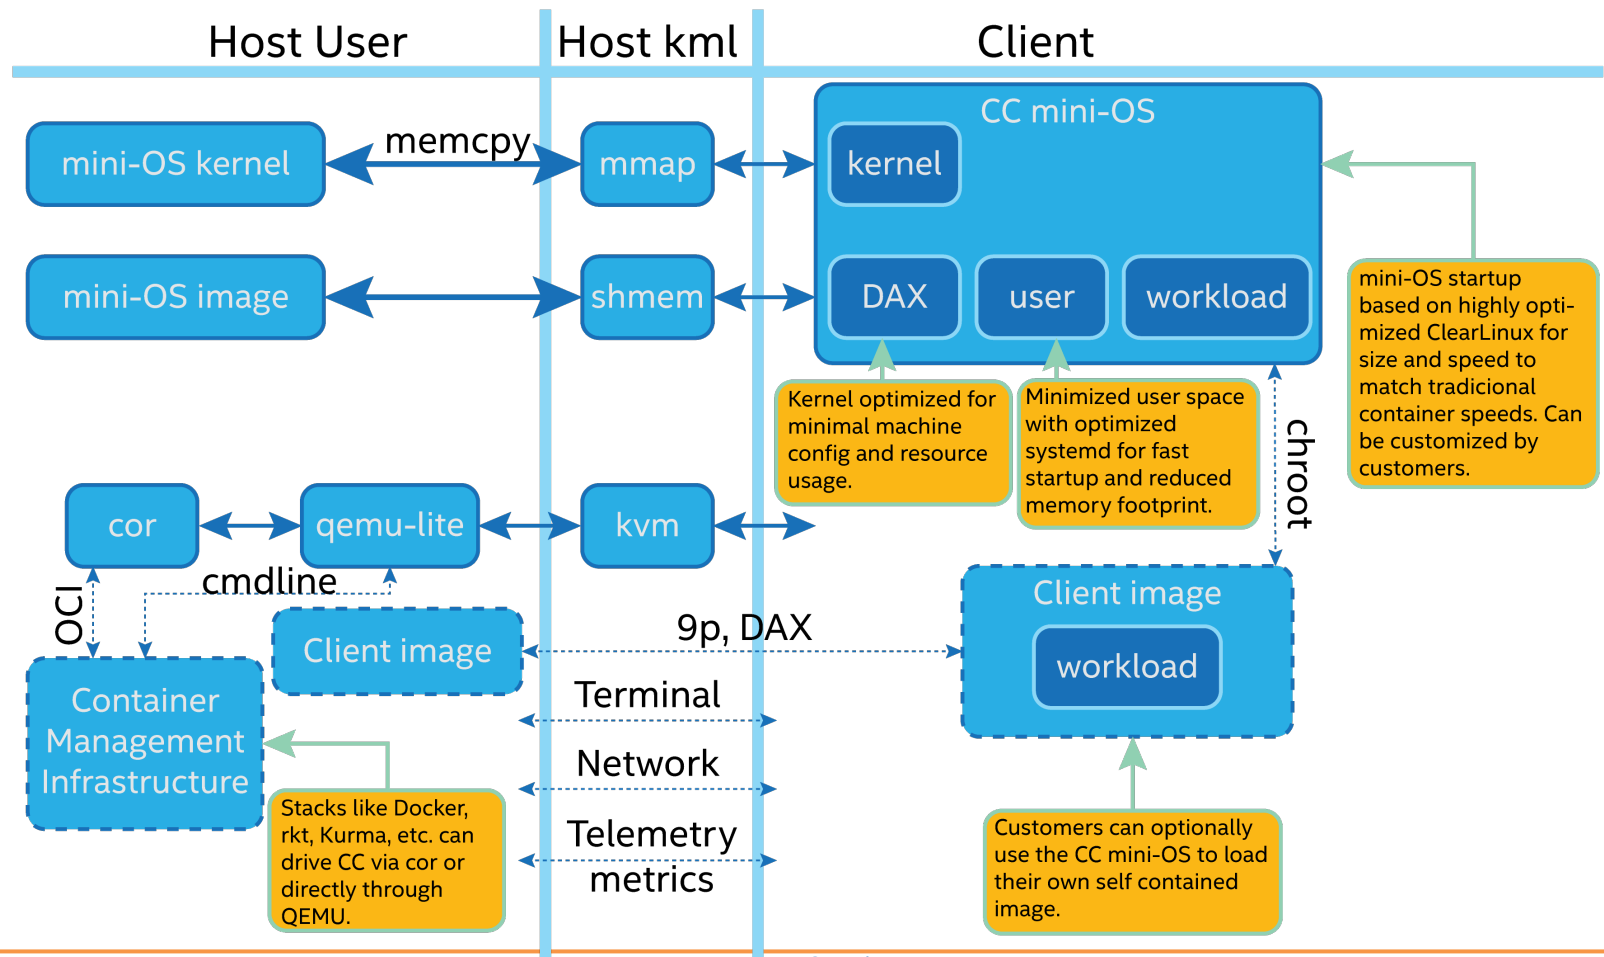 Host User
Host kml
Client
CC mini-OS
mini-OS kernel
memcpy
mmap
kernel
mini-OS image
shmem
DAX
user
workload
mini-OS startup
based on highly opti-
mized ClearLinux for
size and speed to
match tradicional
container speeds. Can
be customized by
customers.
Kernel optimized for
minimal machine
config and resource
usage.
Minimized user space
with optimized
systemd for fast
startup and reduced
memory footprint.
chroot
cor
qemu-lite
kvm
OCI
cmdline
Client image
9p, DAX
Client image
workload
Container
Management
Infrastructure
Terminal
Network
Telemetry
metrics
Stacks like Docker,
rkt, Kurma, etc. can
drive CC via cor or
directly through
QEMU.
Customers can optionally
use the CC mini-OS to load
their own self contained
image.